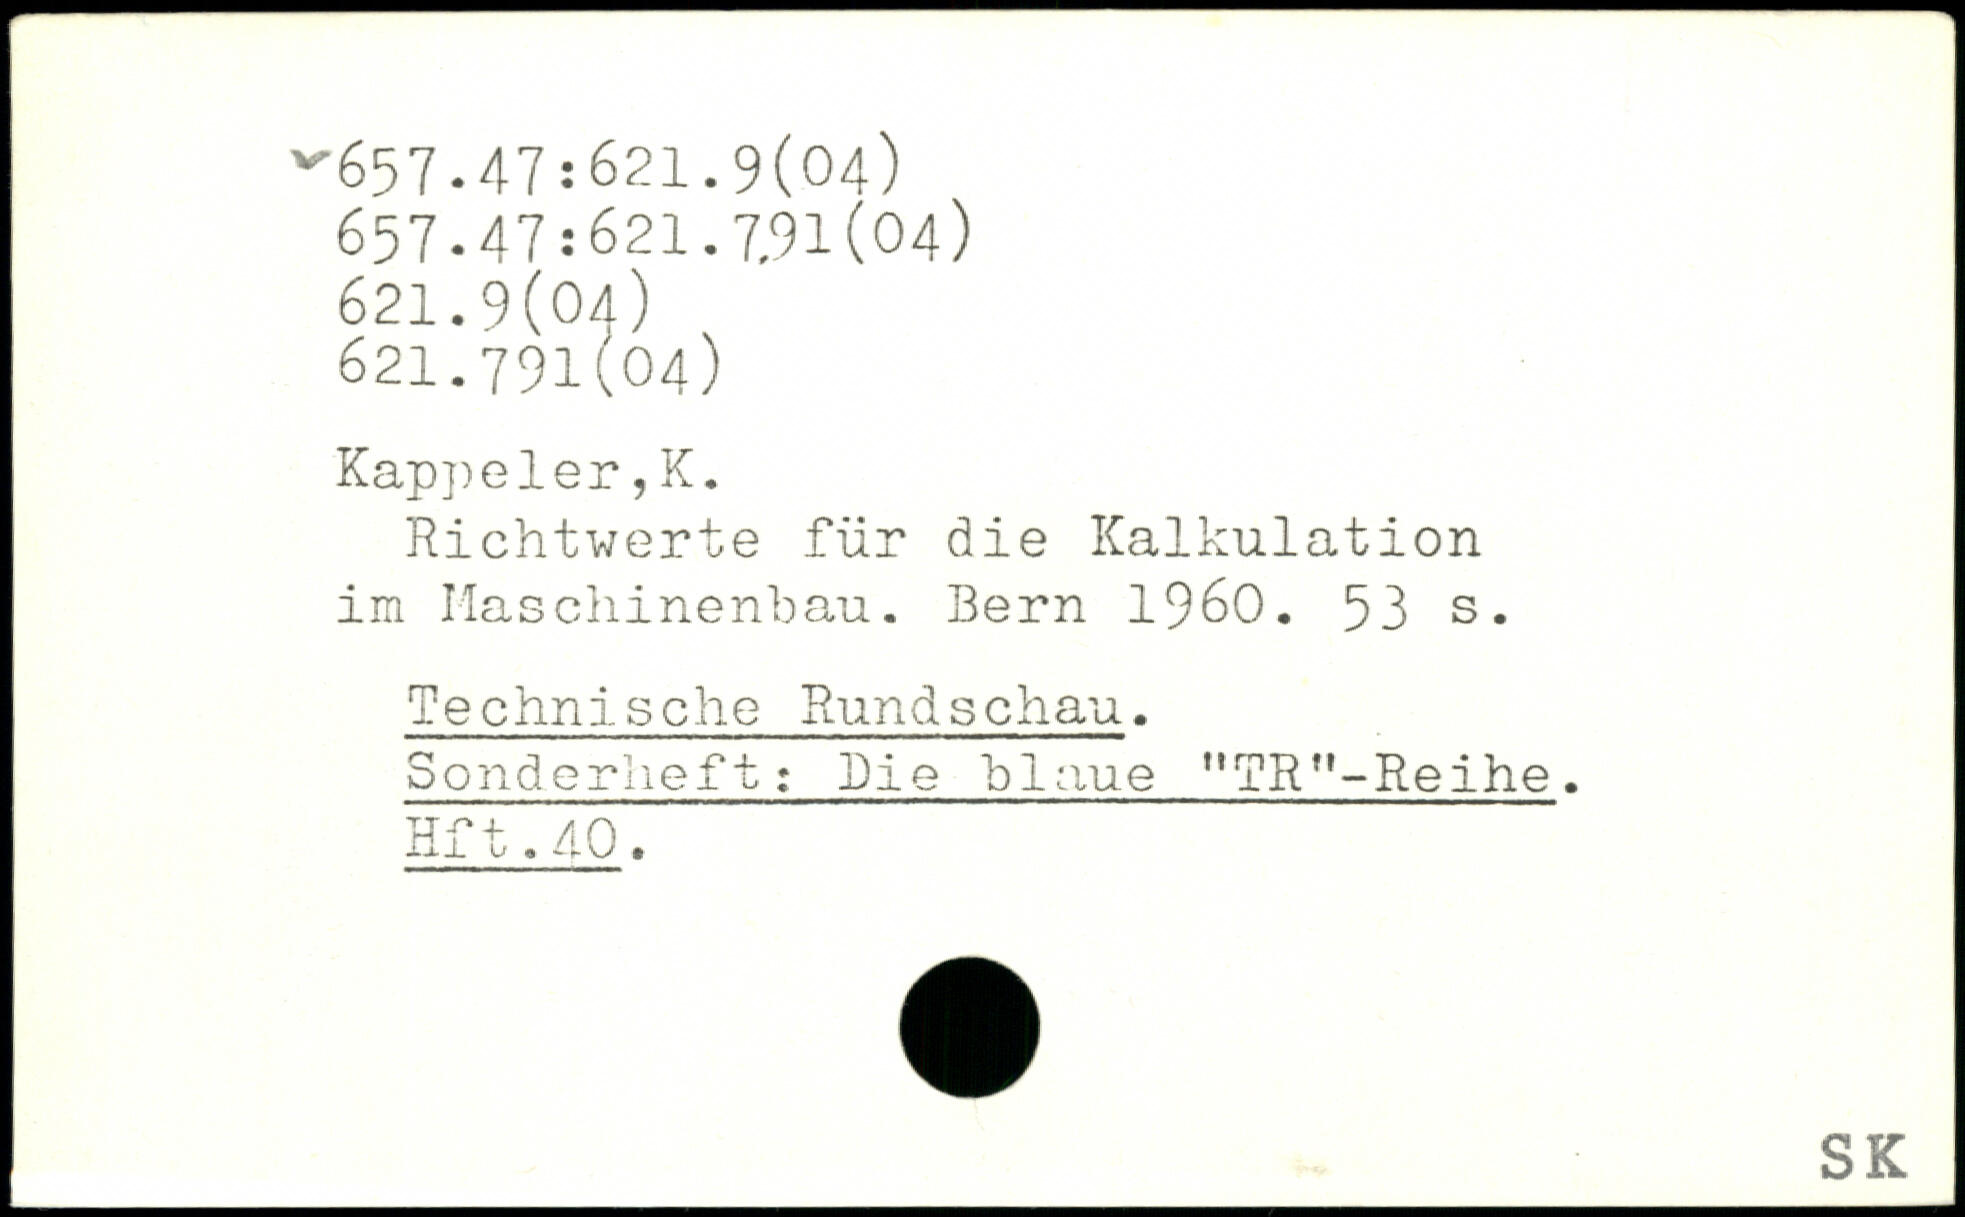 657.47:621.9(04)
657.47:621.791(04)
621.9(04)
621.791(04)
Kappeler,K.
Richtwerte für die Kalkulation
im Maschinenbau. Bern 1960. 53 s.
Technische Rundschau.
Sonderheft: Die blaue "TR"-Reihe.
Hft.40.
SK